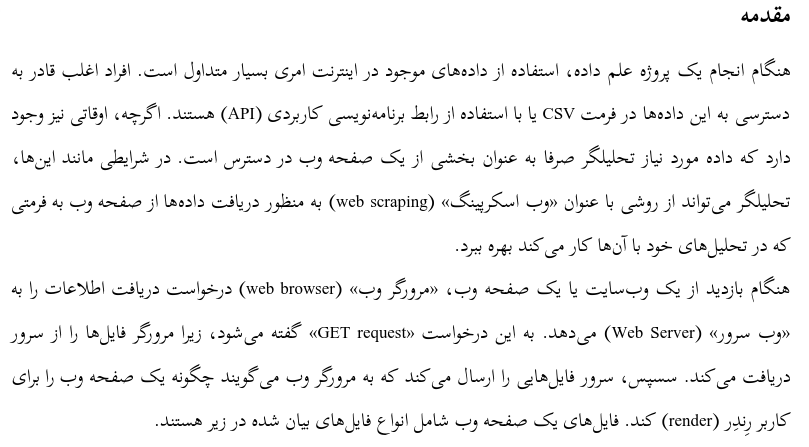 مقدمه
هنگام انجام یک پروژه علم داده، استفاده از داده‌های موجود در اینترنت امری بسیار متداول است. افراد اغلب قادر به
دسترسی به این داده‌ها در فرمت CSV یا با استفاده از رابط برنامه‌نویسی کاربردی (API) هستند. اگرچه، اوقاتی نیز وجود
دارد که داده مورد نیاز تحلیلگر صرفا به عنوان بخشی از یک صفحه وب در دسترس است. در شرایطی مانند این‌ها،
تحلیلگر می‌تواند از روشی با عنوان «وب اسکرپینگ» (web scraping) به منظور دریافت داده‌ها از صفحه وب به فرمتی
که در تحلیل‌های خود با آن‌ها کار می‌کند بهره ببرد.
هنگام بازدید از یک وب‌سایت یا یک صفحه وب، «مرورگر وب» (web browser) درخواست دریافت اطلاعات را به
«وب سرور» (Web Server) می‌دهد. به این درخواست «GET request» گفته می‌شود، زیرا مرورگر فایل‌ها را از سرور
دریافت می‌کند. سسپس، سرور فایل‌هایی را ارسال می‌کند که به مرورگر وب می‌گویند چگونه یک صفحه وب را برای
کاربر رِندِر (render) کند. فایل‌های یک صفحه وب شامل انواع فایل‌های بیان شده در زیر هستند.